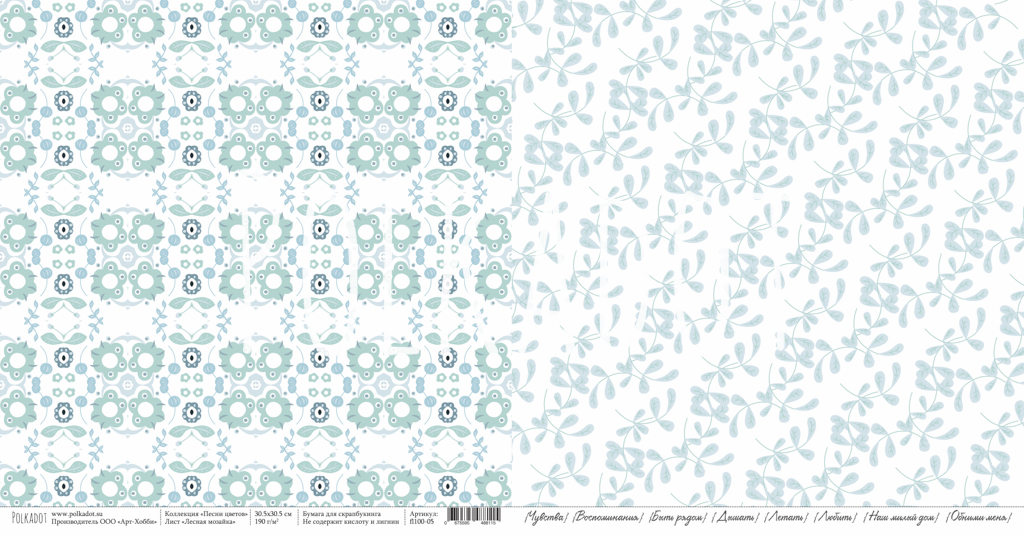 POLKADOT
www.polkadot.su
Производитель ООО «Арт-Хобби»
Коллекция «Песни цветов»
Лист «Лесная мозайка»
30.5x30.5 см
190 г/м²
Бумага для скрапбукинга
Не содержит кислоту и лигнин
Артикул:
fl100-05
|Чувства| |Воспоминания| |Быть рядом| |Дышать| |Летать| |Любить| |Наш милый дом| |Обними меня|